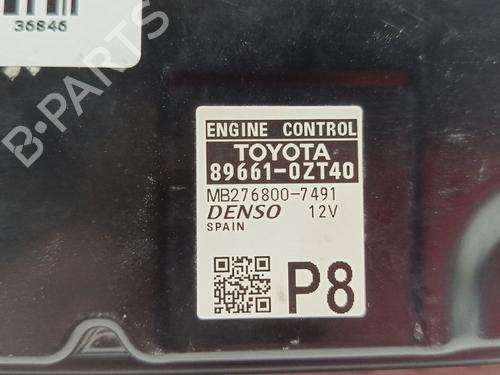 36846
B-PARTS
ENGINE CONTROL
TOYOTA
89661-0ZT40
MB276800-7491
DENSO 12V
SPAIN
P8